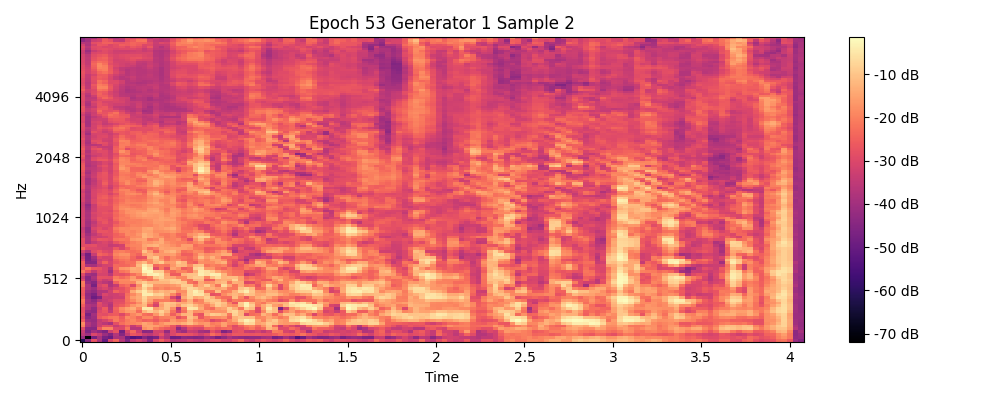 Epoch 53 Generator 1 Sample 2
Hz
4096
2048
1024
512
0
0 0.5 1 1.5 2 2.5 3 3.5 4
Time
-10 dB
-20 dB
-30 dB
-40 dB
-50 dB
-60 dB
-70 dB